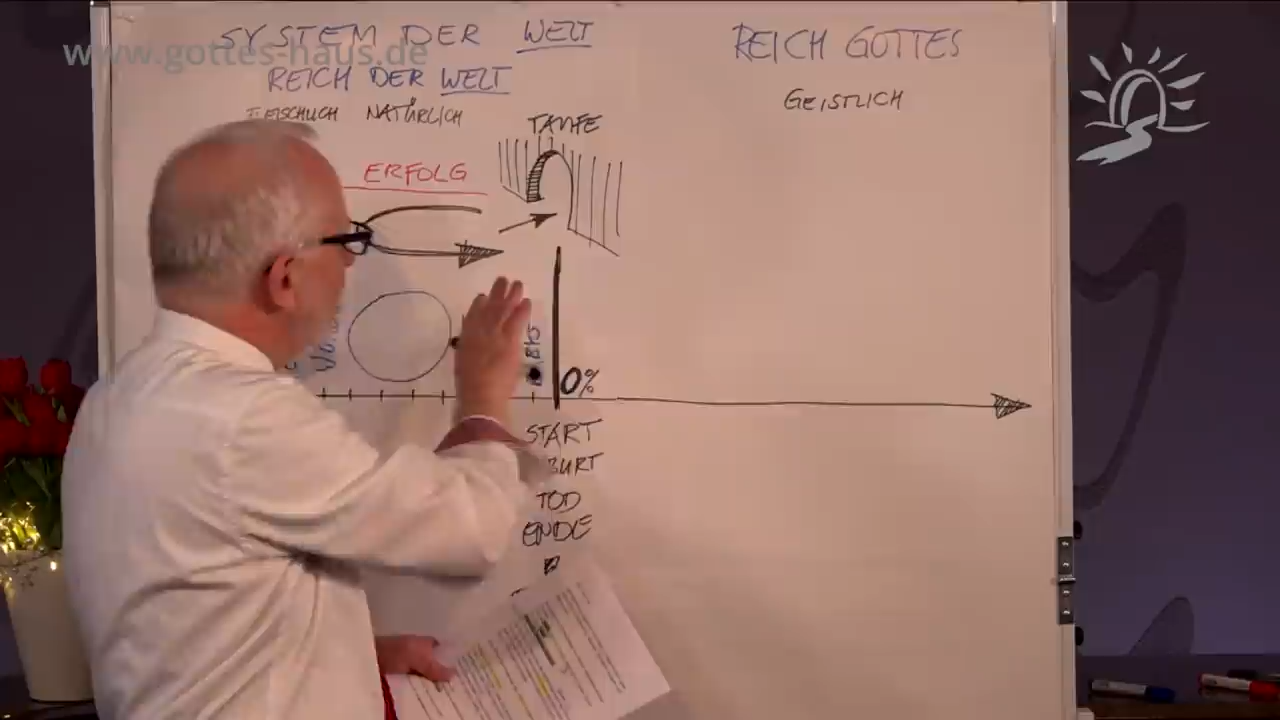 SYSTEM DER WELT
www.gottes-haus.de
REICH DER WELT
NATÜRLICH
ERFOLG
TAUFE
0%
START
TOD
ENDE
REICH GOTTES
GEISTLICH